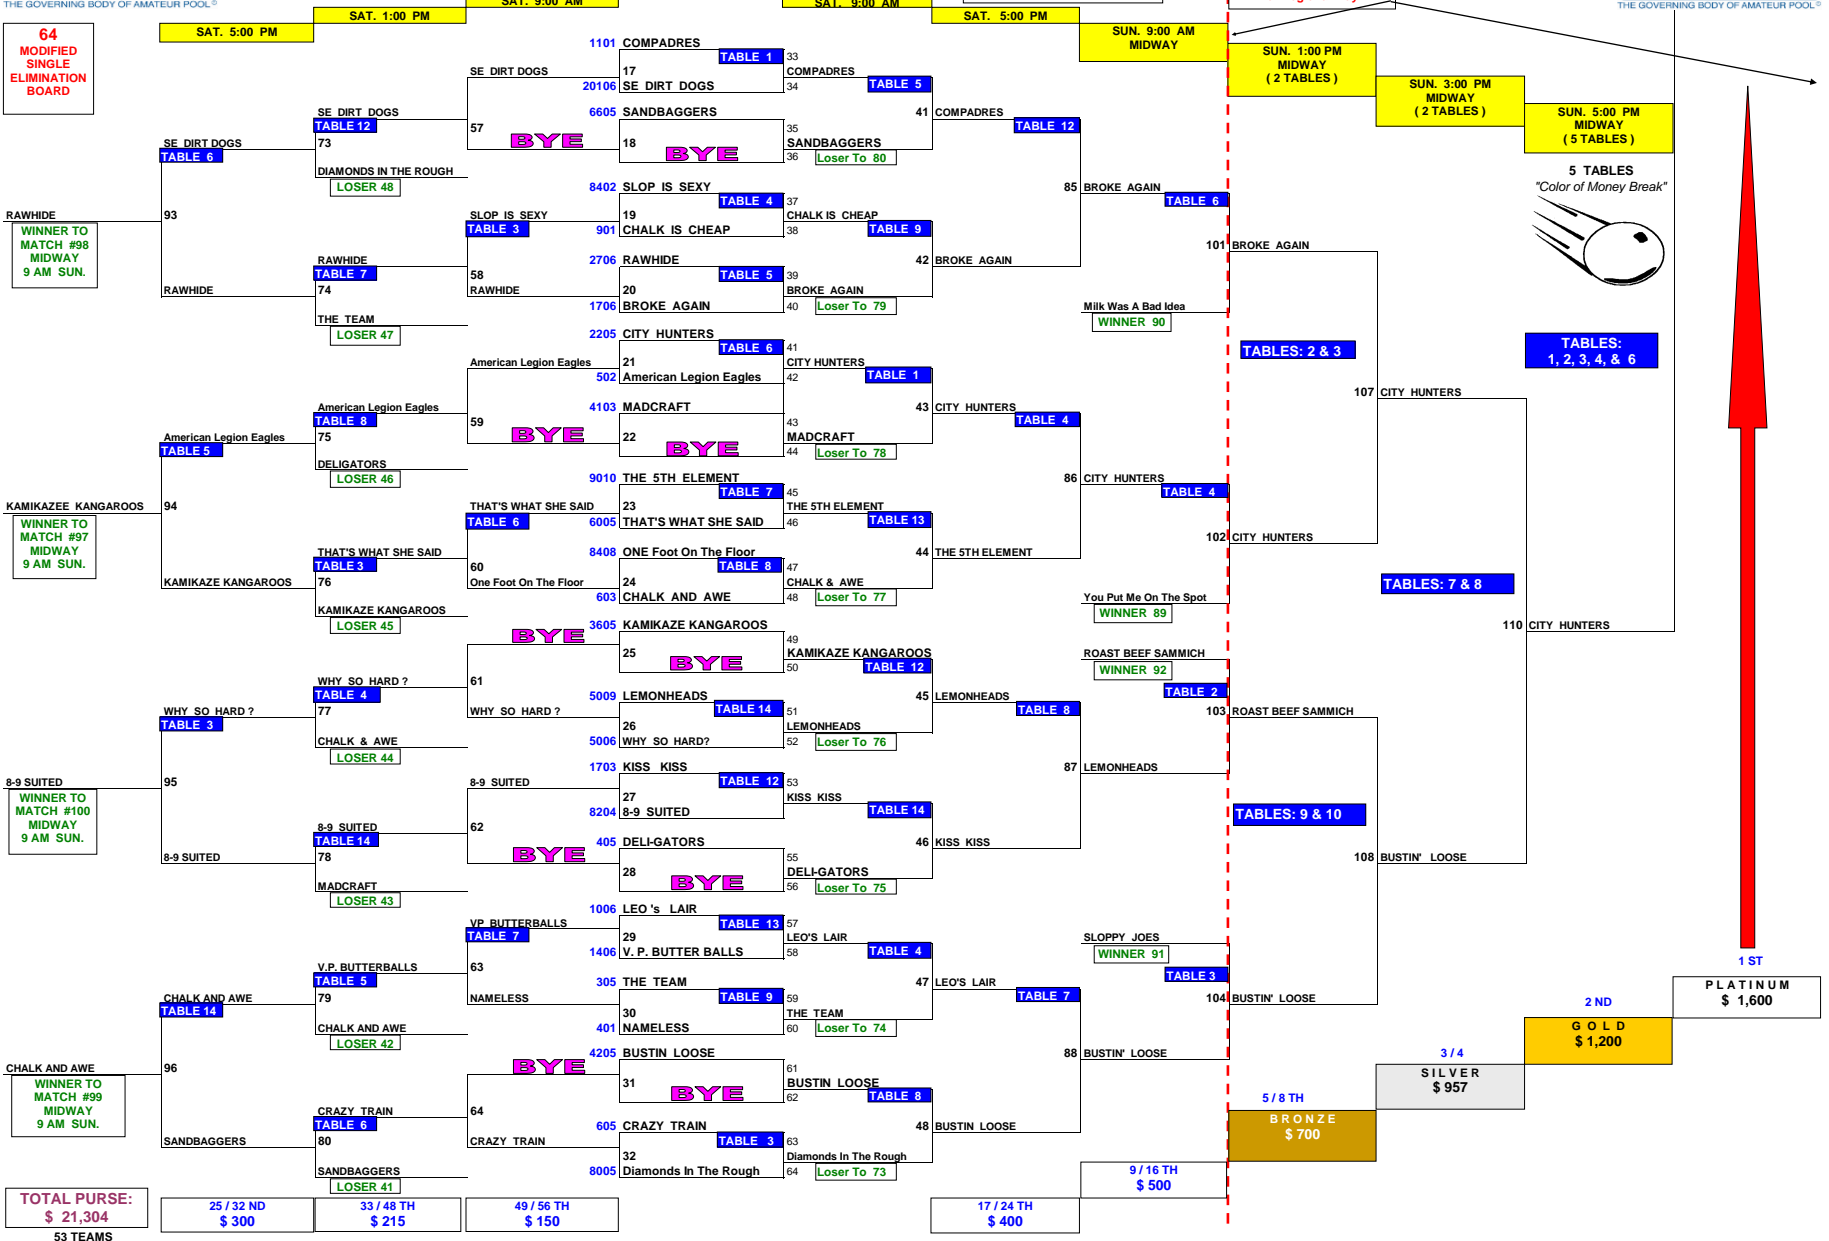 THE GOVERNING BODY OF AMATEUR POOL©
THE GOVERNING BODY OF AMATEUR POOL©
64
MODIFIED
SINGLE
ELIMINATION
BOARD
SAT. 5:00 PM
SAT. 1:00 PM
SAT. 9:00 AM
SAT. 9:00 AM
SAT. 5:00 PM
SUN. 9:00 AM
MIDWAY
SUN. 1:00 PM
MIDWAY
( 2 TABLES )
SUN. 3:00 PM
MIDWAY
( 2 TABLES )
SUN. 5:00 PM
MIDWAY
( 5 TABLES )
5 TABLES
"Color of Money Break"
TABLES:
1, 2, 3, 4, & 6
RAWHIDE
WINNER TO
MATCH #98
MIDWAY
9 AM SUN.
KAMIKAZEE KANGAROOS
WINNER TO
MATCH #97
MIDWAY
9 AM SUN.
8-9 SUITED
WINNER TO
MATCH #100
MIDWAY
9 AM SUN.
CHALK AND AWE
WINNER TO
MATCH #99
MIDWAY
9 AM SUN.
TOTAL PURSE:
$ 21,304
53 TEAMS
SE DIRT DOGS
TABLE 6
93
RAWHIDE
American Legion Eagles
TABLE 5
94
KAMIKAZE KANGAROOS
WHY SO HARD ?
TABLE 3
95
8-9 SUITED
CHALK AND AWE
TABLE 14
96
SANDBAGGERS
25 / 32 ND
$ 300
SE DIRT DOGS
TABLE 12
73
DIAMONDS IN THE ROUGH
LOSER 48
RAWHIDE
TABLE 7
74
THE TEAM
LOSER 47
American Legion Eagles
TABLE 8
75
DELIGATORS
LOSER 46
THAT'S WHAT SHE SAID
TABLE 3
76
KAMIKAZE KANGAROOS
LOSER 45
WHY SO HARD ?
TABLE 4
77
CHALK & AWE
LOSER 44
8-9 SUITED
TABLE 14
78
MADCRAFT
LOSER 43
V.P. BUTTERBALLS
TABLE 5
79
CHALK AND AWE
LOSER 42
CRAZY TRAIN
TABLE 6
80
SANDBAGGERS
LOSER 41
33 / 48 TH
$ 215
SE DIRT DOGS
57
BYE
SLOP IS SEXY
TABLE 3
58
RAWHIDE
American Legion Eagles
59
BYE
THAT'S WHAT SHE SAID
TABLE 6
60
One Foot On The Floor
BYE
61
WHY SO HARD ?
8-9 SUITED
62
BYE
VP BUTTERBALLS
TABLE 7
63
NAMELESS
BYE
64
CRAZY TRAIN
49 / 56 TH
$ 150
1101 COMPADRES
TABLE 1
17
20106 SE DIRT DOGS
6605 SANDBAGGERS
18
BYE
8402 SLOP IS SEXY
TABLE 4
19
901 CHALK IS CHEAP
2706 RAWHIDE
TABLE 5
20
1706 BROKE AGAIN
2205 CITY HUNTERS
TABLE 6
21
502 American Legion Eagles
4103 MADCRAFT
22
BYE
9010 THE 5TH ELEMENT
TABLE 7
23
6005 THAT'S WHAT SHE SAID
8408 ONE Foot On The Floor
TABLE 8
24
603 CHALK AND AWE
3605 KAMIKAZE KANGAROOS
25
BYE
5009 LEMONHEADS
TABLE 14
26
5006 WHY SO HARD?
1703 KISS KISS
TABLE 12
27
8204 8-9 SUITED
405 DELI-GATORS
28
BYE
1006 LEO 's LAIR
TABLE 13
29
1406 V. P. BUTTER BALLS
305 THE TEAM
TABLE 9
30
401 NAMELESS
4205 BUSTIN LOOSE
31
BYE
605 CRAZY TRAIN
TABLE 3
32
8005 Diamonds In The Rough
33
COMPADRES
34
TABLE 5
35
SANDBAGGERS
36
Loser To 80
37
CHALK IS CHEAP
38
TABLE 9
39
BROKE AGAIN
40
Loser To 79
41
CITY HUNTERS
42
TABLE 1
43
MADCRAFT
44
Loser To 78
45
THE 5TH ELEMENT
46
TABLE 13
47
CHALK & AWE
48
Loser To 77
49
KAMIKAZE KANGAROOS
50
TABLE 12
51
LEMONHEADS
52
Loser To 76
53
KISS KISS
TABLE 14
55
DELI-GATORS
56
Loser To 75
57
LEO'S LAIR
58
TABLE 4
59
THE TEAM
60
Loser To 74
61
BUSTIN LOOSE
62
TABLE 8
63
Diamonds In The Rough
64
Loser To 73
41 COMPADRES
TABLE 12
42 BROKE AGAIN
43 CITY HUNTERS
TABLE 4
44 THE 5TH ELEMENT
45 LEMONHEADS
TABLE 8
46 KISS KISS
47 LEO'S LAIR
TABLE 7
48 BUSTIN LOOSE
17 / 24 TH
$ 400
85 BROKE AGAIN
TABLE 6
Milk Was A Bad Idea
WINNER 90
86 CITY HUNTERS
TABLE 4
You Put Me On The Spot
WINNER 89
ROAST BEEF SAMMICH
WINNER 92
TABLE 2
87 LEMONHEADS
SLOPPY JOES
WINNER 91
TABLE 3
88 BUSTIN' LOOSE
9 / 16 TH
$ 500
101 BROKE AGAIN
TABLES: 2 & 3
102 CITY HUNTERS
103 ROAST BEEF SAMMICH
TABLES: 9 & 10
104 BUSTIN' LOOSE
5 / 8 TH
BRONZE
$ 700
107 CITY HUNTERS
TABLES: 7 & 8
108 BUSTIN' LOOSE
3 / 4
SILVER
$ 957
110 CITY HUNTERS
2 ND
GOLD
$ 1,200
1 ST
PLATINUM
$ 1,600